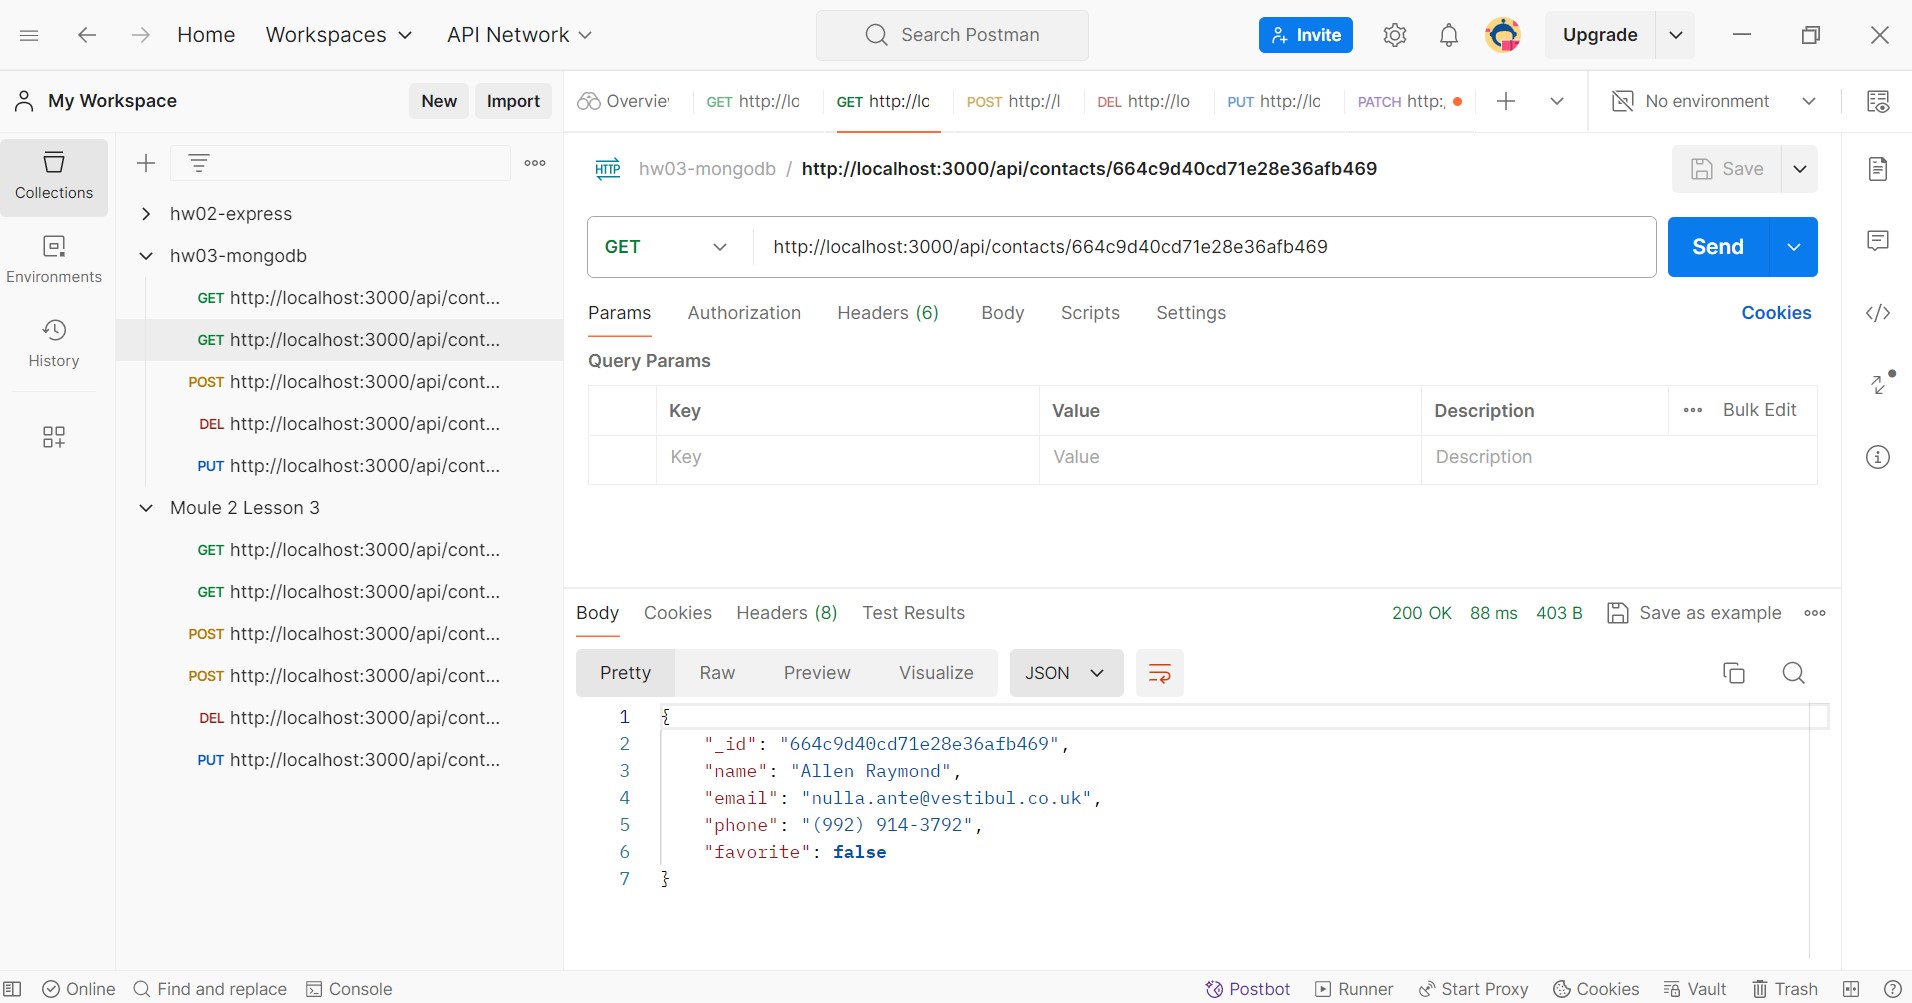 Home Workspaces API Network Search Postman Invite Upgrade
My Workspace New Import
Overvie GET http://lo GET http://lo POST http://l DEL http://lo PUT http://lo PATCH http:, No environment
Collections
Environments
History
hw02-express
hw03-mongodb
GET http://localhost:3000/api/cont...
GET http://localhost:3000/api/cont...
POST http://localhost:3000/api/cont...
DEL http://localhost:3000/api/cont...
PUT http://localhost:3000/api/cont...
Moule 2 Lesson 3
GET http://localhost:3000/api/cont...
GET http://localhost:3000/api/cont...
POST http://localhost:3000/api/cont...
POST http://localhost:3000/api/cont...
DEL http://localhost:3000/api/cont...
PUT http://localhost:3000/api/cont...
HTTP hw03-mongodb / http://localhost:3000/api/contacts/664c9d40cd71e28e36afb469 Save
GET http://localhost:3000/api/contacts/664c9d40cd71e28e36afb469 Send
Params Authorization Headers (6) Body Scripts Settings Cookies
Query Params
Key Value Description Bulk Edit
Key Value Description
Body Cookies Headers (8) Test Results 200 OK 88 ms 403 B Save as example
Pretty Raw Preview Visualize JSON
1 {
2 "_id": "664c9d40cd71e28e36afb469",
3 "name": "Allen Raymond",
4 "email": "nulla.ante@vestibul.co.uk",
5 "phone": "(992) 914-3792",
6 "favorite": false
7 }
Online Find and replace Console Postbot Runner Start Proxy Cookies Vault Trash